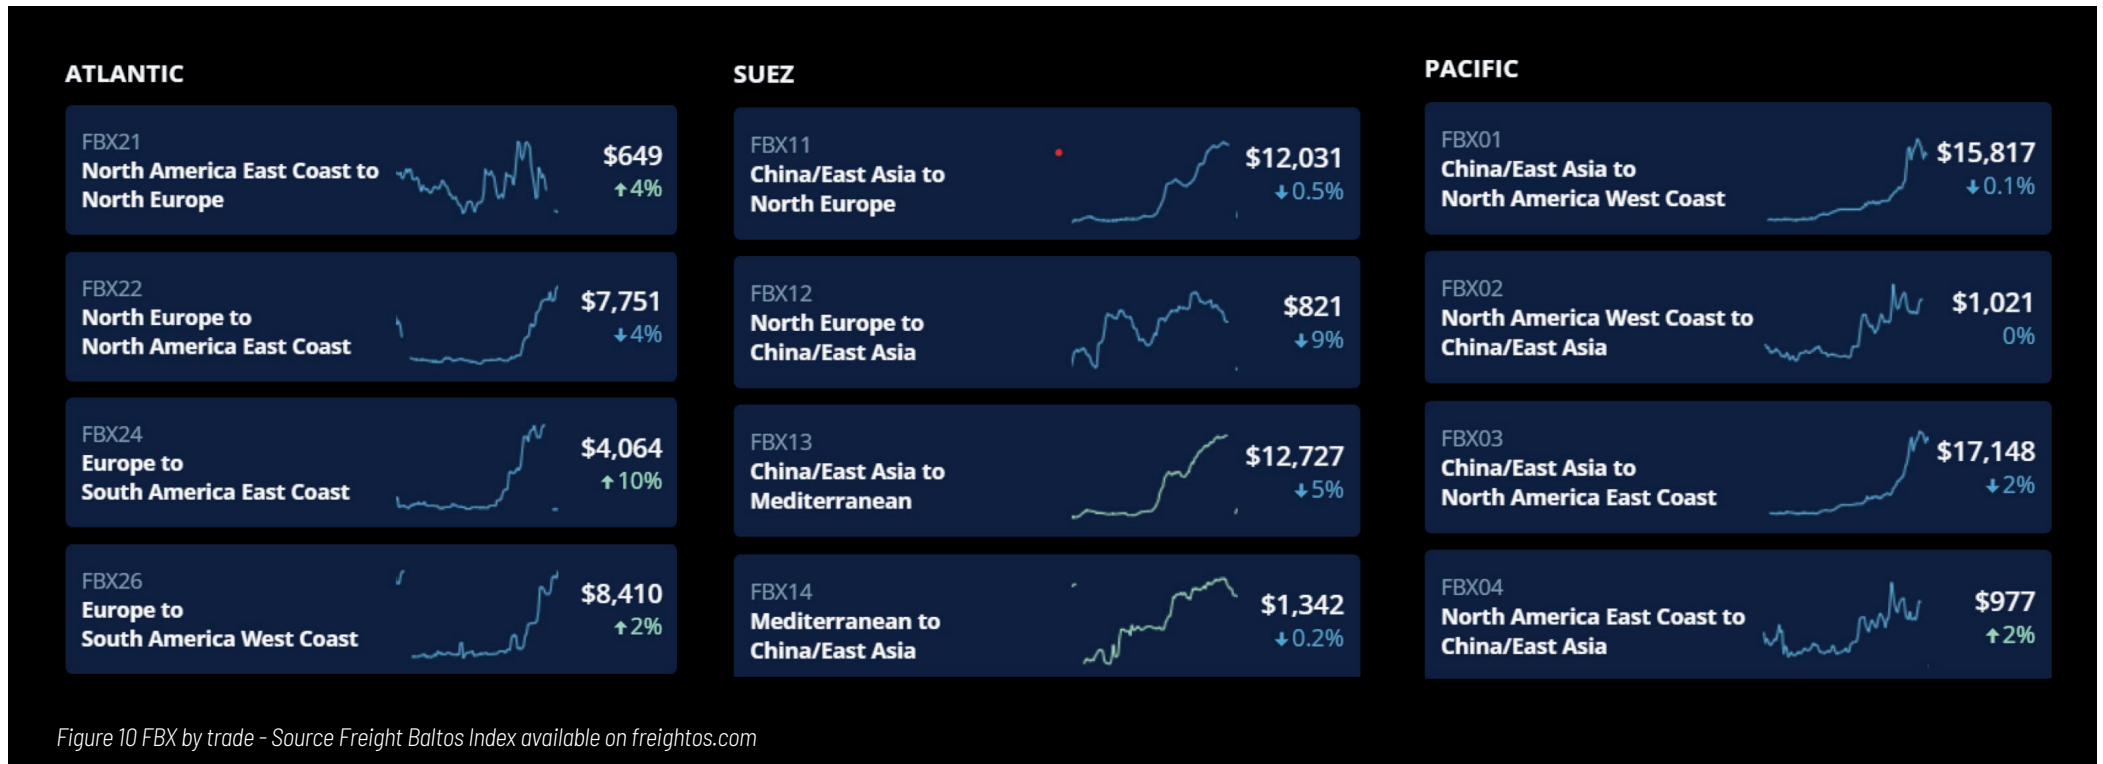 ATLANTIC
FBX21
North America East Coast to
North Europe
$649
↑4%
FBX22
North Europe to
North America East Coast
$7,751
↓4%
FBX24
Europe to
South America East Coast
$4,064
↑10%
FBX26
Europe to
South America West Coast
$8,410
↑2%
SUEZ
FBX11
China/East Asia to
North Europe
$12,031
↓0.5%
FBX12
North Europe to
China/East Asia
$821
↓9%
FBX13
China/East Asia to
Mediterranean
$12,727
↓5%
FBX14
Mediterranean to
China/East Asia
$1,342
↓0.2%
PACIFIC
FBX01
China/East Asia to
North America West Coast
$15,817
↓0.1%
FBX02
North America West Coast to
China/East Asia
$1,021
0%
FBX03
China/East Asia to
North America East Coast
$17,148
↓2%
FBX04
North America East Coast to
China/East Asia
$977
↑2%
Figure 10 FBX by trade - Source Freight Baltos Index available on freightos.com